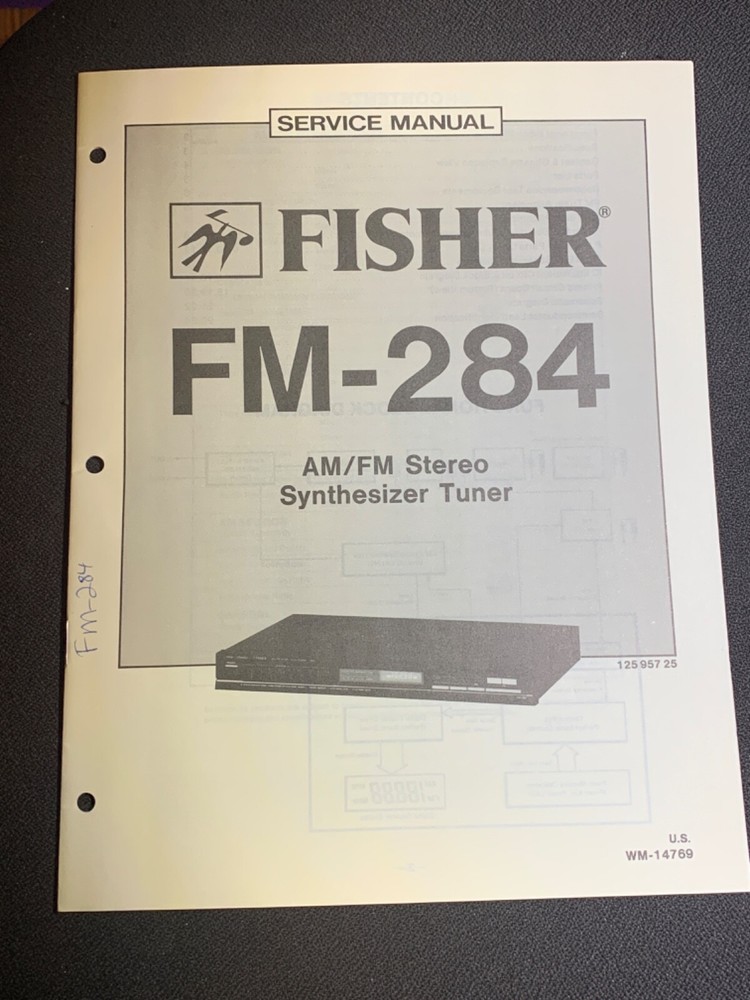 SERVICE MANUAL
FISHER®
FM-284
AM/FM Stereo
Synthesizer Tuner
FM-284
125 957 25
U.S.
WM-14769